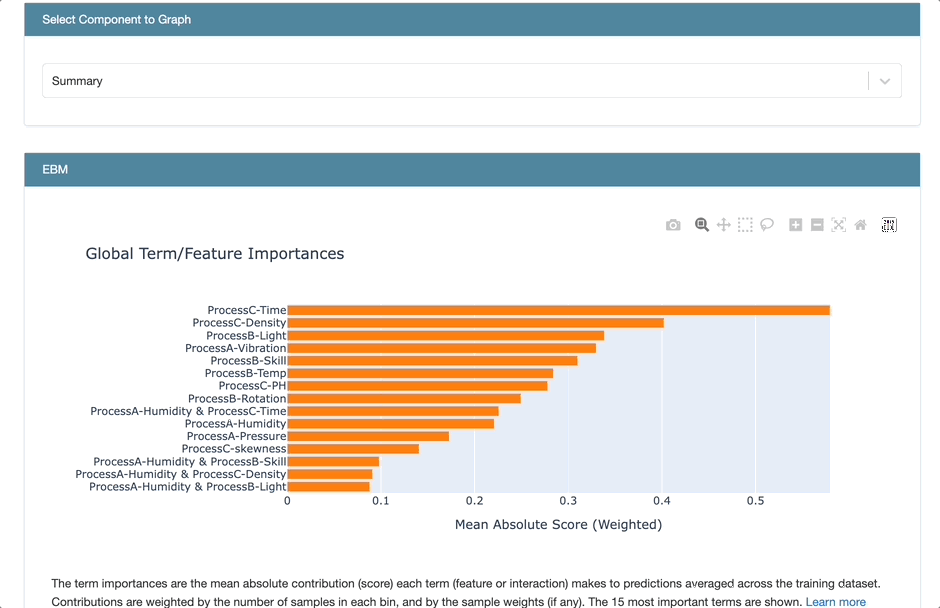 Select Component to Graph
Summary
EBM
Global Term/Feature Importances
ProcessC-Time
ProcessC-Density
ProcessB-Light
ProcessA-Vibration
ProcessB-Skill
ProcessB-Temp
ProcessC-PH
ProcessB-Rotation
ProcessA-Humidity & ProcessC-Time
ProcessA-Humidity
ProcessA-Pressure
ProcessC-skewness
ProcessA-Humidity & ProcessB-Skill
ProcessA-Humidity & ProcessC-Density
ProcessA-Humidity & ProcessB-Light
0 0.1 0.2 0.3 0.4 0.5
Mean Absolute Score (Weighted)
The term importances are the mean absolute contribution (score) each term (feature or interaction) makes to predictions averaged across the training dataset.
Contributions are weighted by the number of samples in each bin, and by the sample weights (if any). The 15 most important terms are shown. Learn more